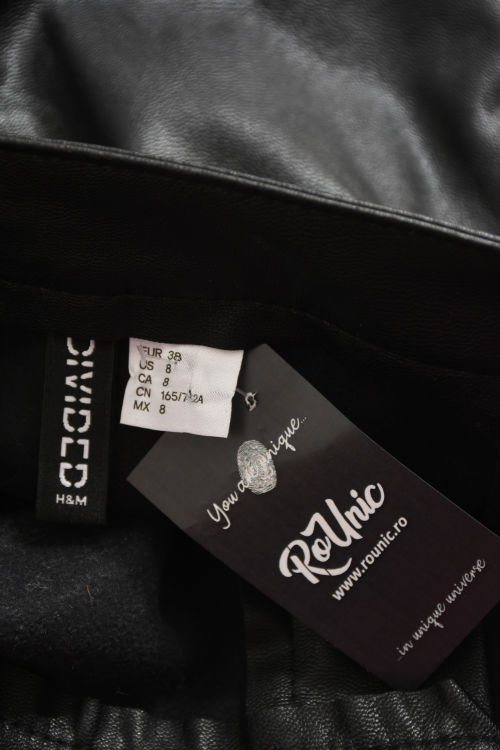 DIVIDED
H&M
EUR 38
US 8
CA 8
CN 165/72A
MX 8
You are unique...
RoUnic
www.rounic.ro
...in unique universe